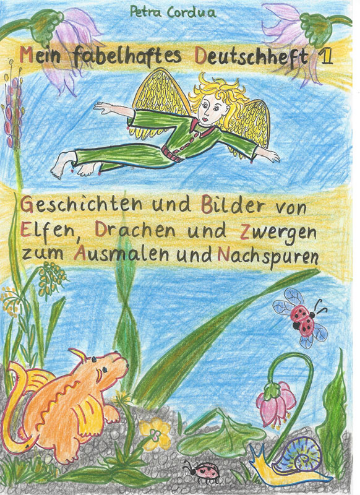 Petra Cordua
Mein fabelhaftes Deutschheft 1
Geschichten und Bilder von
Elfen, Drachen und Zwergen
zum Ausmalen und Nachspuren